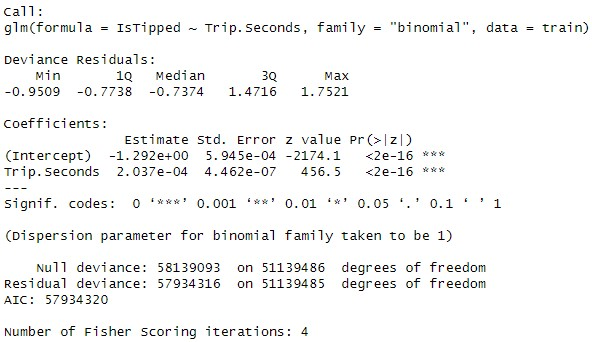 Call:
glm(formula = IsTipped ~ Trip.Seconds, family = "binomial", data = train)

Deviance Residuals:
    Min       1Q   Median       3Q      Max
-0.9509  -0.7738  -0.7374   1.4716   1.7521

Coefficients:
               Estimate Std. Error z value Pr(>|z|)
(Intercept)  -1.292e+00  5.945e-04 -2174.1   <2e-16 ***
Trip.Seconds  2.037e-04  4.462e-07   456.5   <2e-16 ***
---
Signif. codes:  0 ‘***’ 0.001 ‘**’ 0.01 ‘*’ 0.05 ‘.’ 0.1 ‘ ’ 1

(Dispersion parameter for binomial family taken to be 1)

    Null deviance: 58139093  on 51139486  degrees of freedom
Residual deviance: 57934316  on 51139485  degrees of freedom
AIC: 57934320

Number of Fisher Scoring iterations: 4